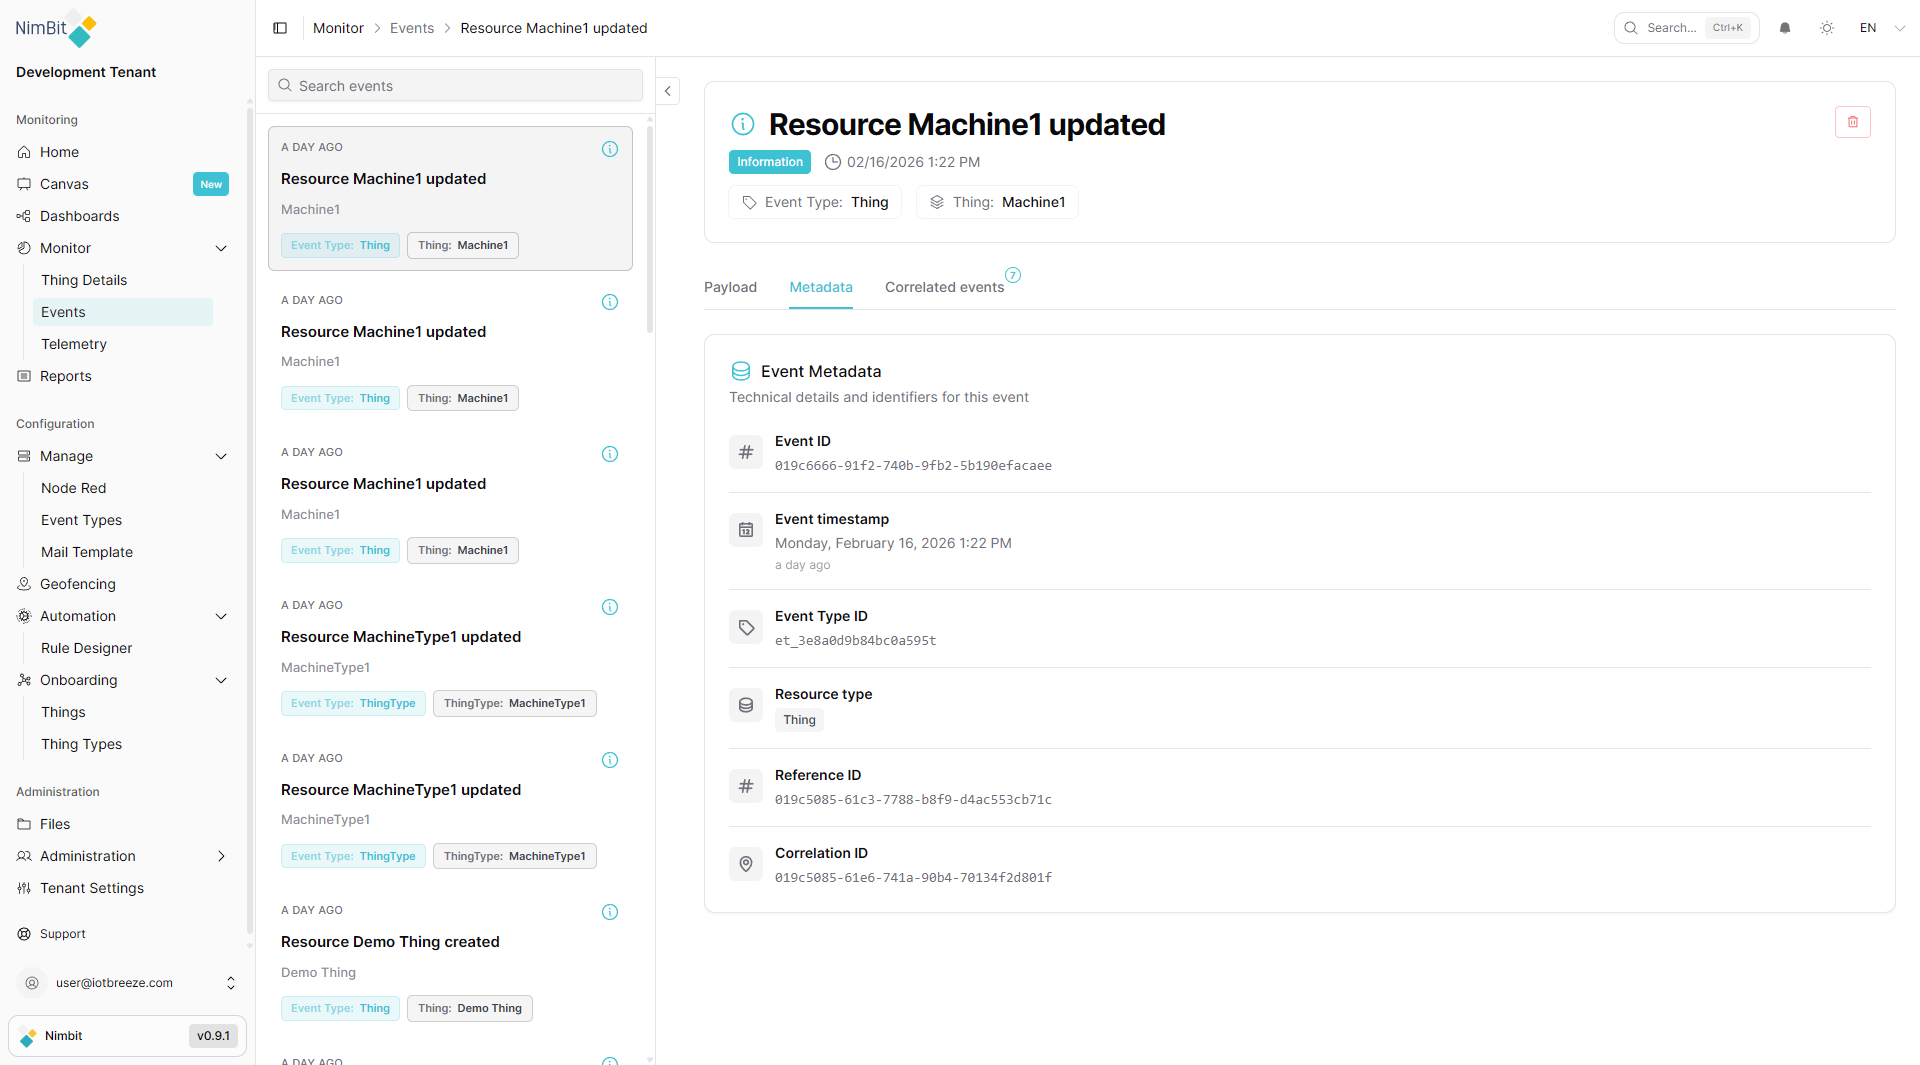 NimBit
Development Tenant
Monitoring
Home
Canvas New
Dashboards
Monitor
Thing Details
Events
Telemetry
Reports
Configuration
Manage
Node Red
Event Types
Mail Template
Geofencing
Automation
Rule Designer
Onboarding
Things
Thing Types
Administration
Files
Administration
Tenant Settings
Support
user@iotbreeze.com
Nimbit v0.9.1
Monitor > Events > Resource Machine1 updated
Search... Ctrl+K EN
Search events
A DAY AGO
Resource Machine1 updated
Machine1
Event Type: Thing Thing: Machine1
A DAY AGO
Resource Machine1 updated
Machine1
Event Type: Thing Thing: Machine1
A DAY AGO
Resource Machine1 updated
Machine1
Event Type: Thing Thing: Machine1
A DAY AGO
Resource MachineType1 updated
MachineType1
Event Type: ThingType ThingType: MachineType1
A DAY AGO
Resource MachineType1 updated
MachineType1
Event Type: ThingType ThingType: MachineType1
A DAY AGO
Resource Demo Thing created
Demo Thing
Event Type: Thing Thing: Demo Thing
A DAY AGO
Resource Machine1 updated
Information 02/16/2026 1:22 PM
Event Type: Thing Thing: Machine1
Payload Metadata Correlated events 7
Event Metadata
Technical details and identifiers for this event
Event ID
019c6666-91f2-740b-9fb2-5b190efacaee
Event timestamp
Monday, February 16, 2026 1:22 PM
a day ago
Event Type ID
et_3e8a0d9b84bc0a595t
Resource type
Thing
Reference ID
019c5085-61c3-7788-b8f9-d4ac553cb71c
Correlation ID
019c5085-61e6-741a-90b4-70134f2d801f